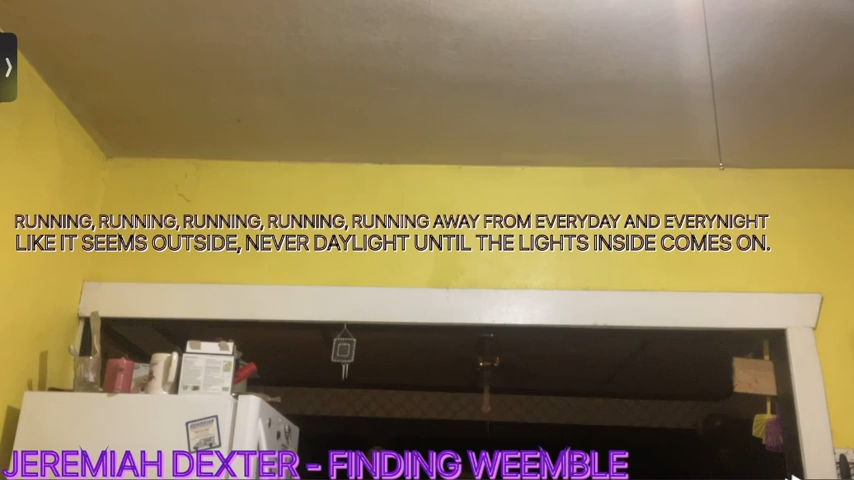 RUNNING, RUNNING, RUNNING, RUNNING, RUNNING AWAY FROM EVERYDAY AND EVERYNIGHT
LIKE IT SEEMS OUTSIDE, NEVER DAYLIGHT UNTIL THE LIGHTS INSIDE COMES ON.
JEREMIAH DEXTER - FINDING WEEMBLE